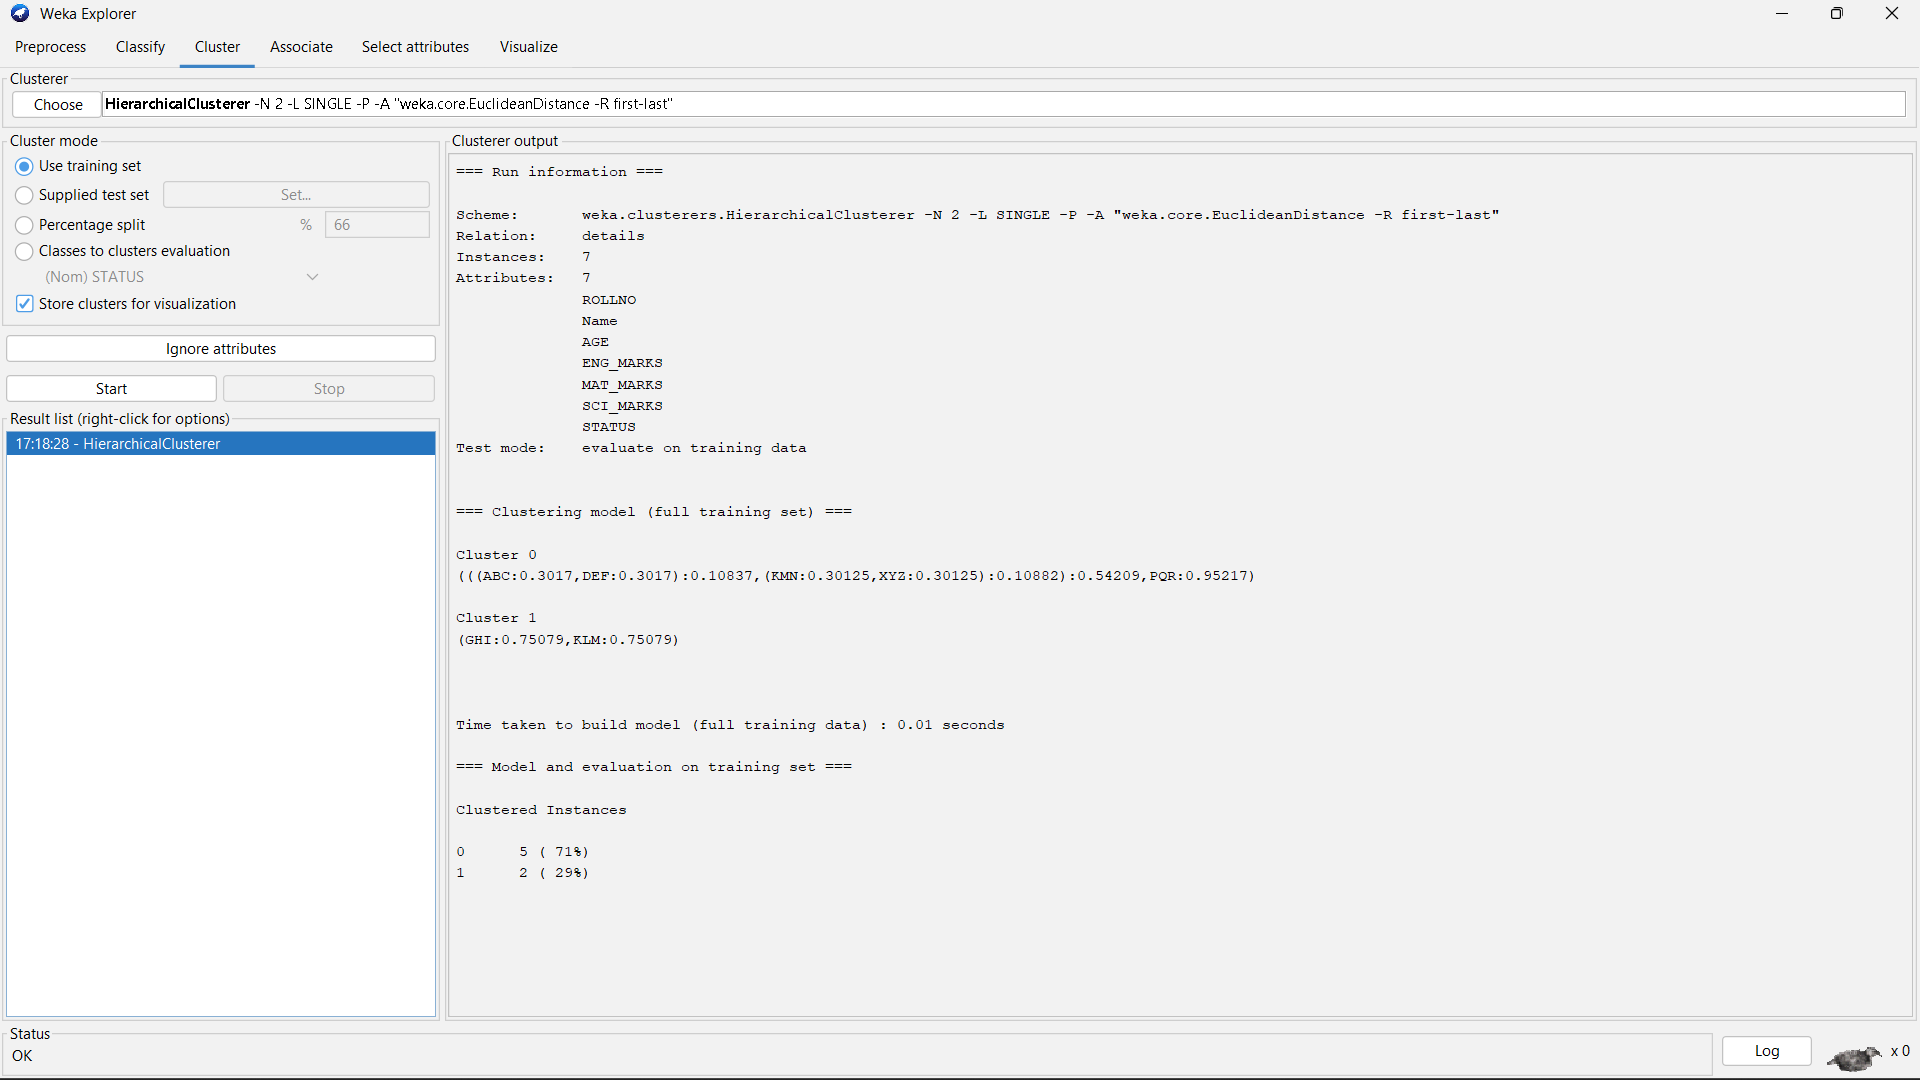 Weka Explorer
Preprocess Classify Cluster Associate Select attributes Visualize
Clusterer
Choose HierarchicalClusterer -N 2 -L SINGLE -P -A "weka.core.EuclideanDistance -R first-last"
Cluster mode
Use training set
Supplied test set Set...
Percentage split % 66
Classes to clusters evaluation
(Nom) STATUS
Store clusters for visualization
Ignore attributes
Start Stop
Result list (right-click for options)
17:18:28 - HierarchicalClusterer
Clusterer output
=== Run information ===
Scheme: weka.clusterers.HierarchicalClusterer -N 2 -L SINGLE -P -A "weka.core.EuclideanDistance -R first-last"
Relation: details
Instances: 7
Attributes: 7
ROLLNO
Name
AGE
ENG_MARKS
MAT_MARKS
SCI_MARKS
STATUS
Test mode: evaluate on training data
=== Clustering model (full training set) ===
Cluster 0
(((ABC:0.3017,DEF:0.3017):0.10837,(KMN:0.30125,XYZ:0.30125):0.10882):0.54209,PQR:0.95217)
Cluster 1
(GHI:0.75079,KLM:0.75079)
Time taken to build model (full training data) : 0.01 seconds
=== Model and evaluation on training set ===
Clustered Instances
0 5 ( 71%)
1 2 ( 29%)
Status
OK
Log x 0